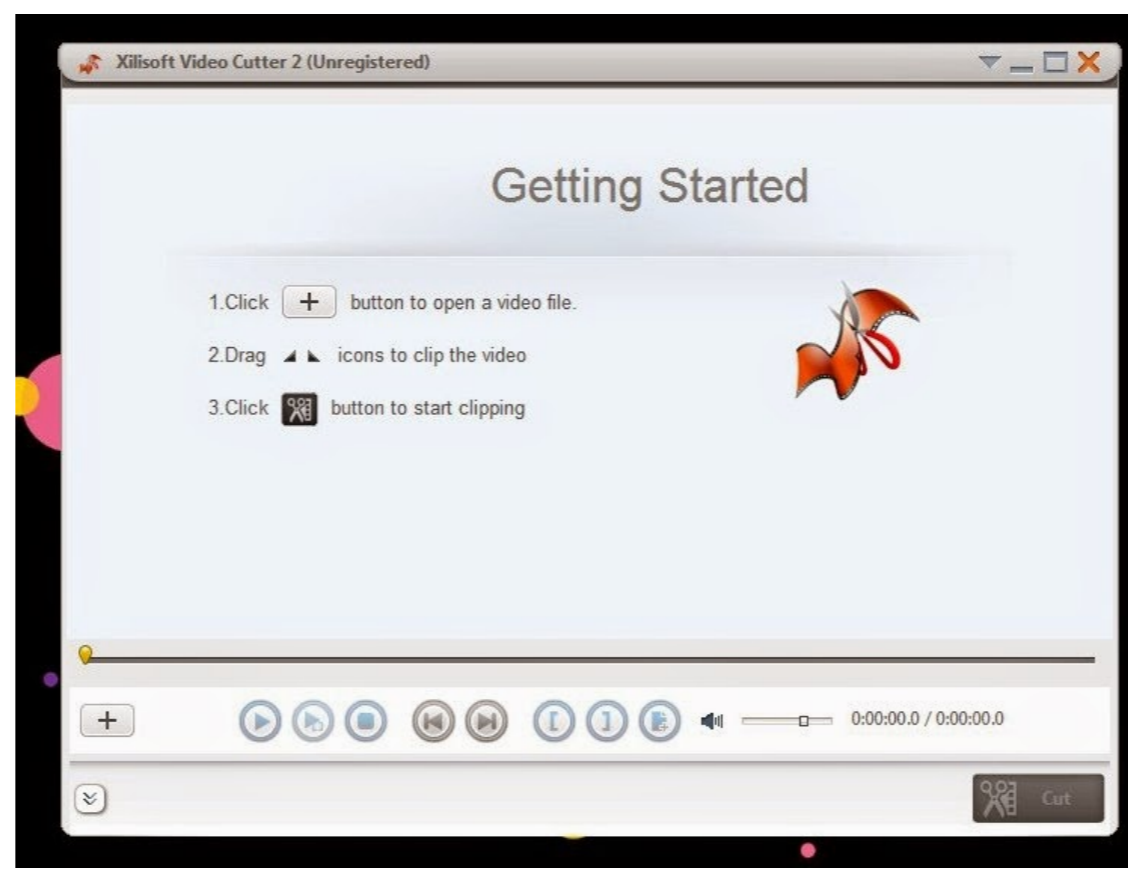 Xilisoft Video Cutter 2 (Unregistered)
Getting Started
1.Click + button to open a video file.
2.Drag icons to clip the video
3.Click button to start clipping
0:00:00.0 / 0:00:00.0
Cut